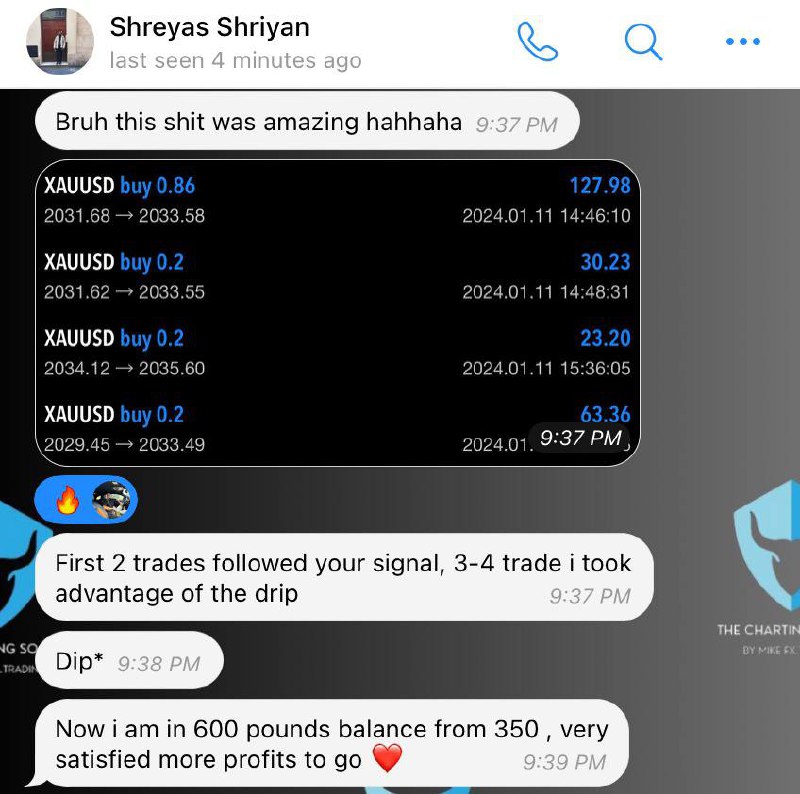 Shreyas Shriyan
last seen 4 minutes ago
Bruh this shit was amazing hahhaha 9:37 PM
XAUUSD buy 0.86 127.98
2031.68 → 2033.58 2024.01.11 14:46:10
XAUUSD buy 0.2 30.23
2031.62 → 2033.55 2024.01.11 14:48:31
XAUUSD buy 0.2 23.20
2034.12 → 2035.60 2024.01.11 15:36:05
XAUUSD buy 0.2 63.36
2029.45 → 2033.49 2024.01. 9:37 PM
First 2 trades followed your signal, 3-4 trade i took
advantage of the drip 9:37 PM
THE CHARTIN
BY MIKE FX
NG SO
TRADIN
Dip* 9:38 PM
Now i am in 600 pounds balance from 350 , very
satisfied more profits to go ❤️ 9:39 PM